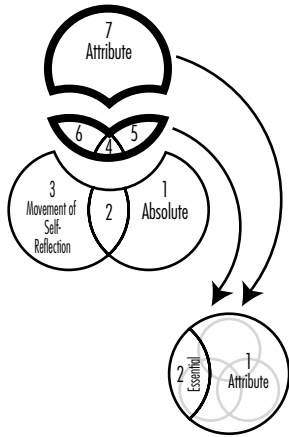 7
Attribute
6
5
4
3
Movement of
Self-
Reflection
2
1
Absolute
2
Essential
1
Attribute